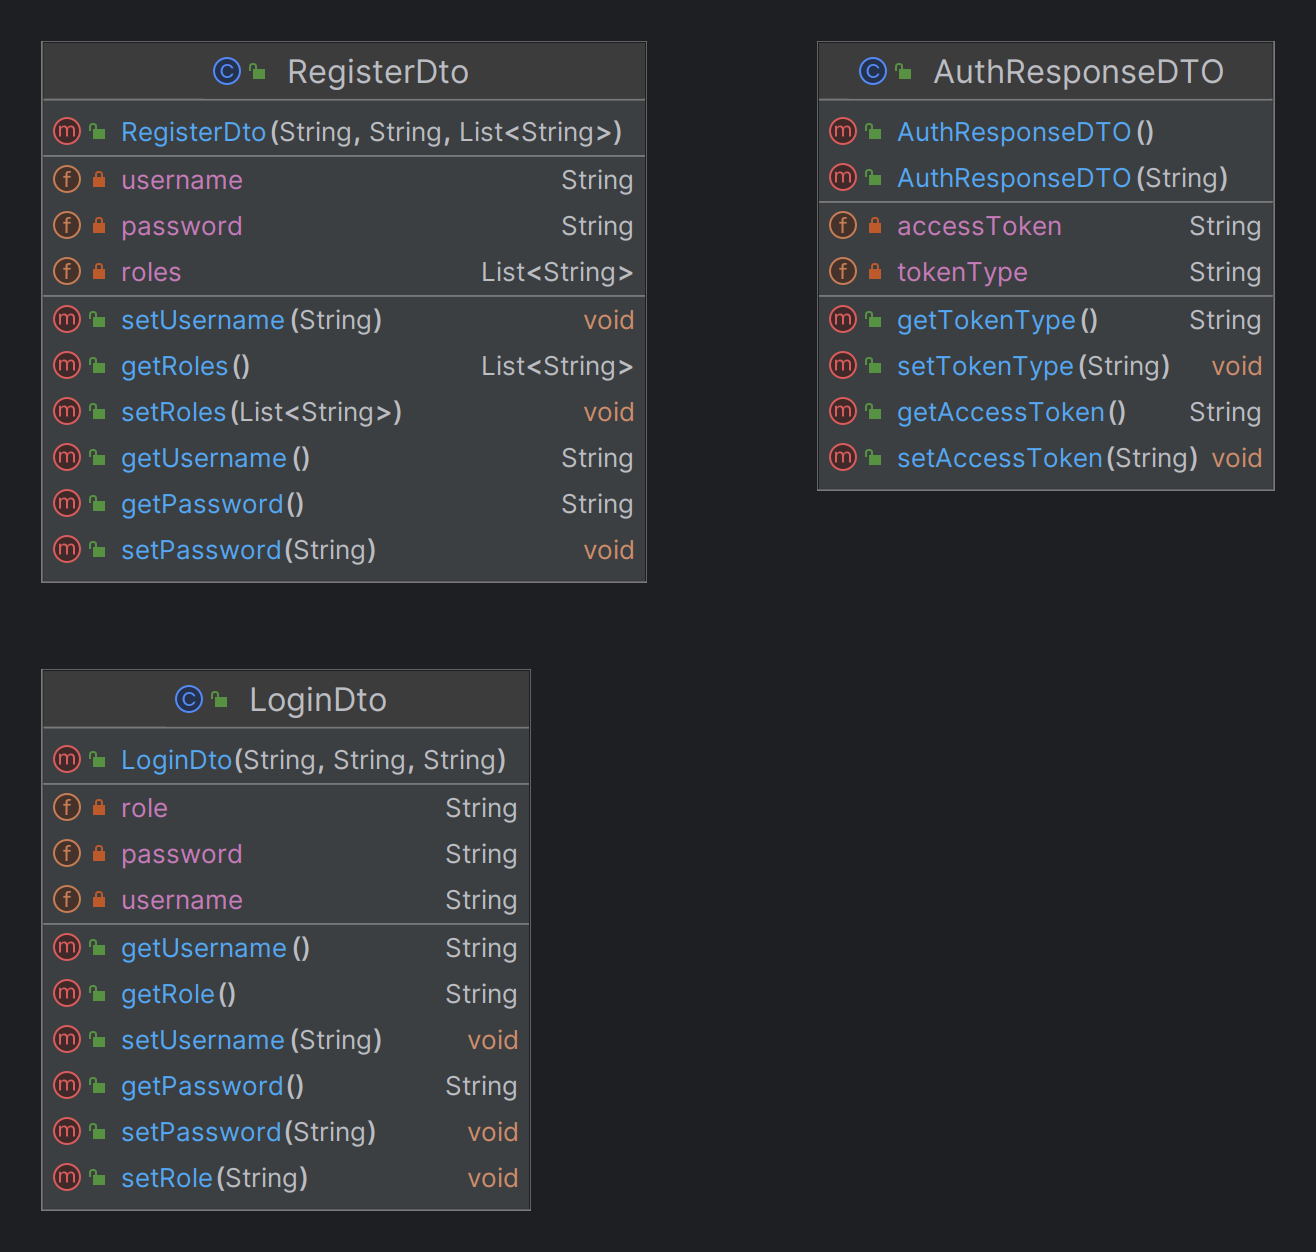 RegisterDto
RegisterDto(String, String, List<String>)
username String
password String
roles List<String>
setUsername(String) void
getRoles() List<String>
setRoles(List<String>) void
getUsername() String
getPassword() String
setPassword(String) void
AuthResponseDTO
AuthResponseDTO()
AuthResponseDTO(String)
accessToken String
tokenType String
getTokenType() String
setTokenType(String) void
getAccessToken() String
setAccessToken(String) void
LoginDto
LoginDto(String, String, String)
role String
password String
username String
getUsername() String
getRole() String
setUsername(String) void
getPassword() String
setPassword(String) void
setRole(String) void